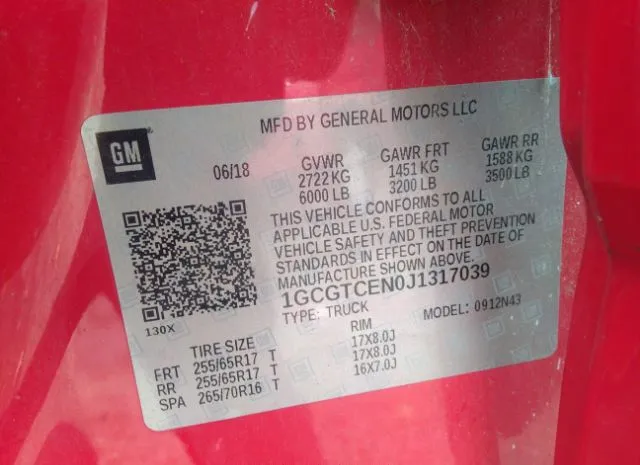 MFD BY GENERAL MOTORS LLC
GM
06/18
GVWR GAWR FRT GAWR RR
2722 KG 1451 KG 1588 KG
6000 LB 3200 LB 3500 LB
THIS VEHICLE CONFORMS TO ALL
APPLICABLE U.S. FEDERAL MOTOR
VEHICLE SAFETY AND THEFT PREVENTION
STANDARDS IN EFFECT ON THE DATE OF
MANUFACTURE SHOWN ABOVE.
1GCGTCEN0J1317039
TYPE: TRUCK MODEL: 0912N43
130X
TIRE SIZE RIM
FRT 255/65R17 T 17X8.0J
RR 255/65R17 T 17X8.0J
SPA 265/70R16 T 16X7.0J